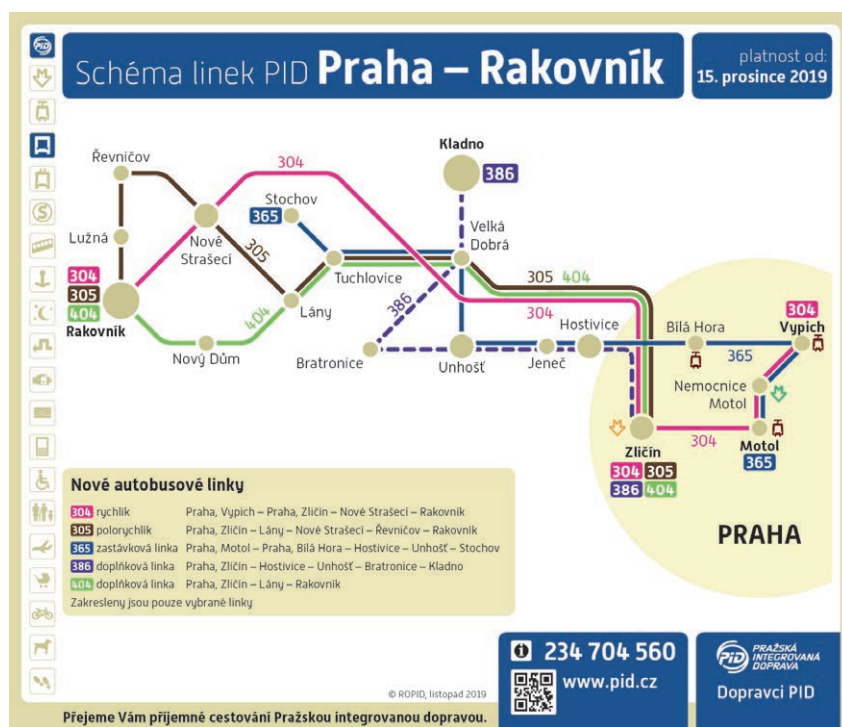 PID
Schéma linek PID Praha – Rakovník
platnost od:
15. prosince 2019
Kladno
386
304
Řevničov
Stochov
365
Velká
Dobrá
Nové
Strašecí
305
Lužná
Tuchlovice
304
305
404
Rakovník
404
Lány
386
305 404
304
Nový Dům
Bratronice
Unhošť
Jeneč
Hostivice
Bílá Hora
304
Vypich
365
Nemocnice
Motol
Zličín
304 305
386 404
304
Motol
365
PRAHA
Nové autobusové linky
304 rychlík Praha, Vypich – Praha, Zličín – Nové Strašecí – Rakovník
305 polorychlík Praha, Zličín – Lány – Nové Strašecí – Řevničov – Rakovník
365 zastávková linka Praha, Motol – Praha, Bílá Hora – Hostivice – Unhošť – Stochov
386 doplňková linka Praha, Zličín – Hostivice – Unhošť – Bratronice – Kladno
404 doplňková linka Praha, Zličín – Lány – Rakovník
Zakresleny jsou pouze vybrané linky
234 704 560
www.pid.cz
PID PRAŽSKÁ
INTEGROVANÁ
DOPRAVA
Dopravci PID
© ROPID, listopad 2019
Přejeme Vám příjemné cestování Pražskou integrovanou dopravou.